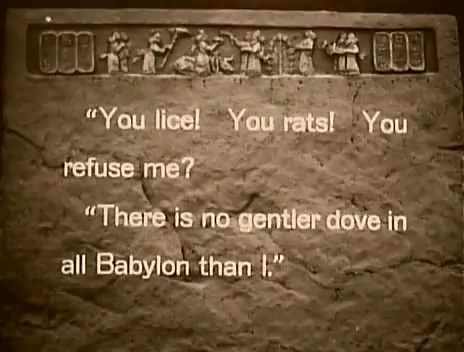 “You lice! You rats! You
refuse me?
“There is no gentler dove in
all Babylon than I.”